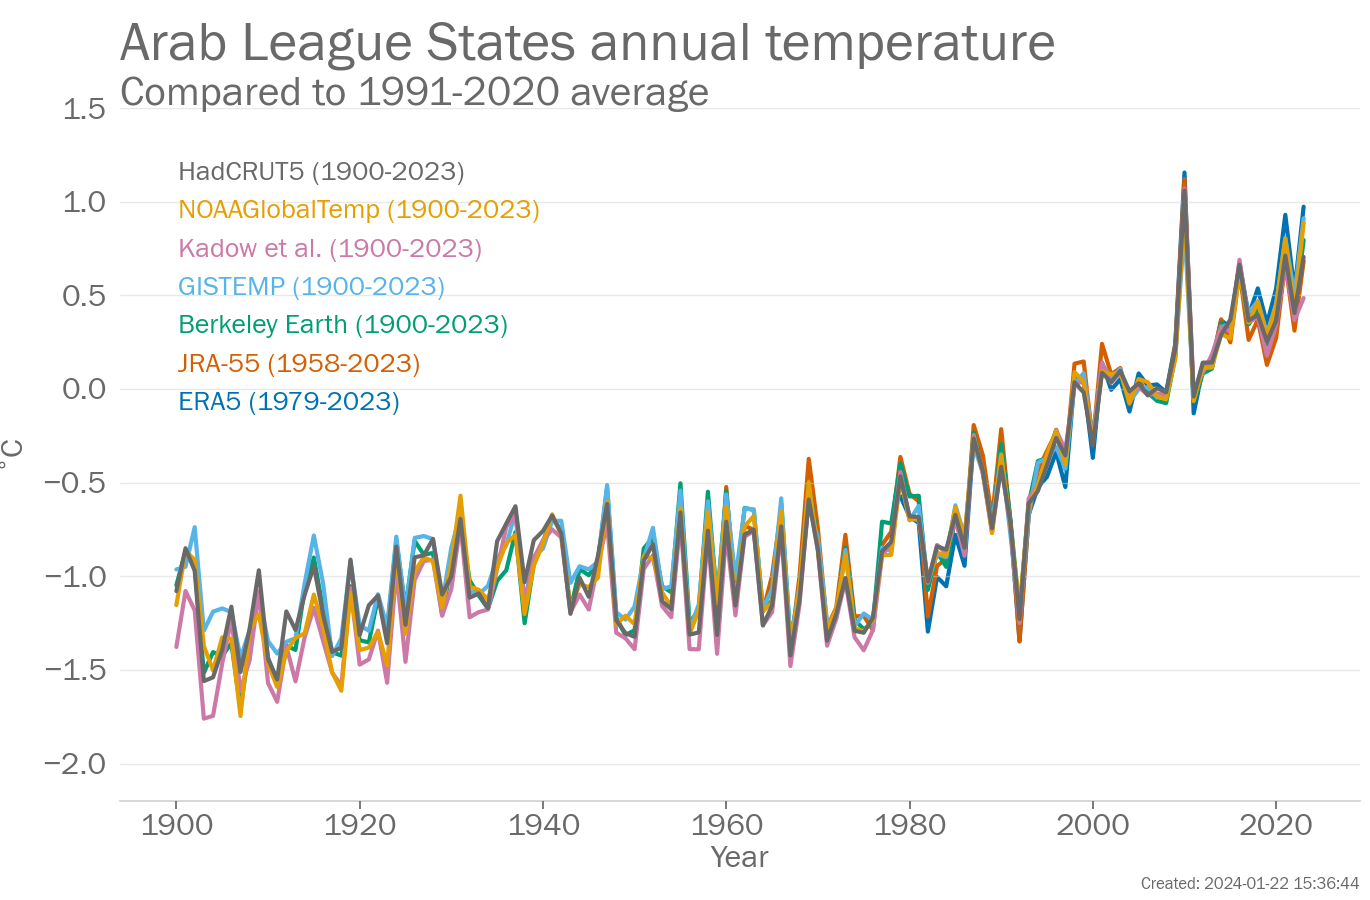 Arab League States annual temperature
Compared to 1991-2020 average
1.5
HadCRUT5 (1900-2023)
1.0
NOAAGlobalTemp (1900-2023)
Kadow et al. (1900-2023)
0.5
GISTEMP (1900-2023)
Berkeley Earth (1900-2023)
JRA-55 (1958-2023)
0.0
ERA5 (1979-2023)
°C
−0.5
−1.0
−1.5
−2.0
1900 1920 1940 1960 1980 2000 2020
Year
Created: 2024-01-22 15:36:44